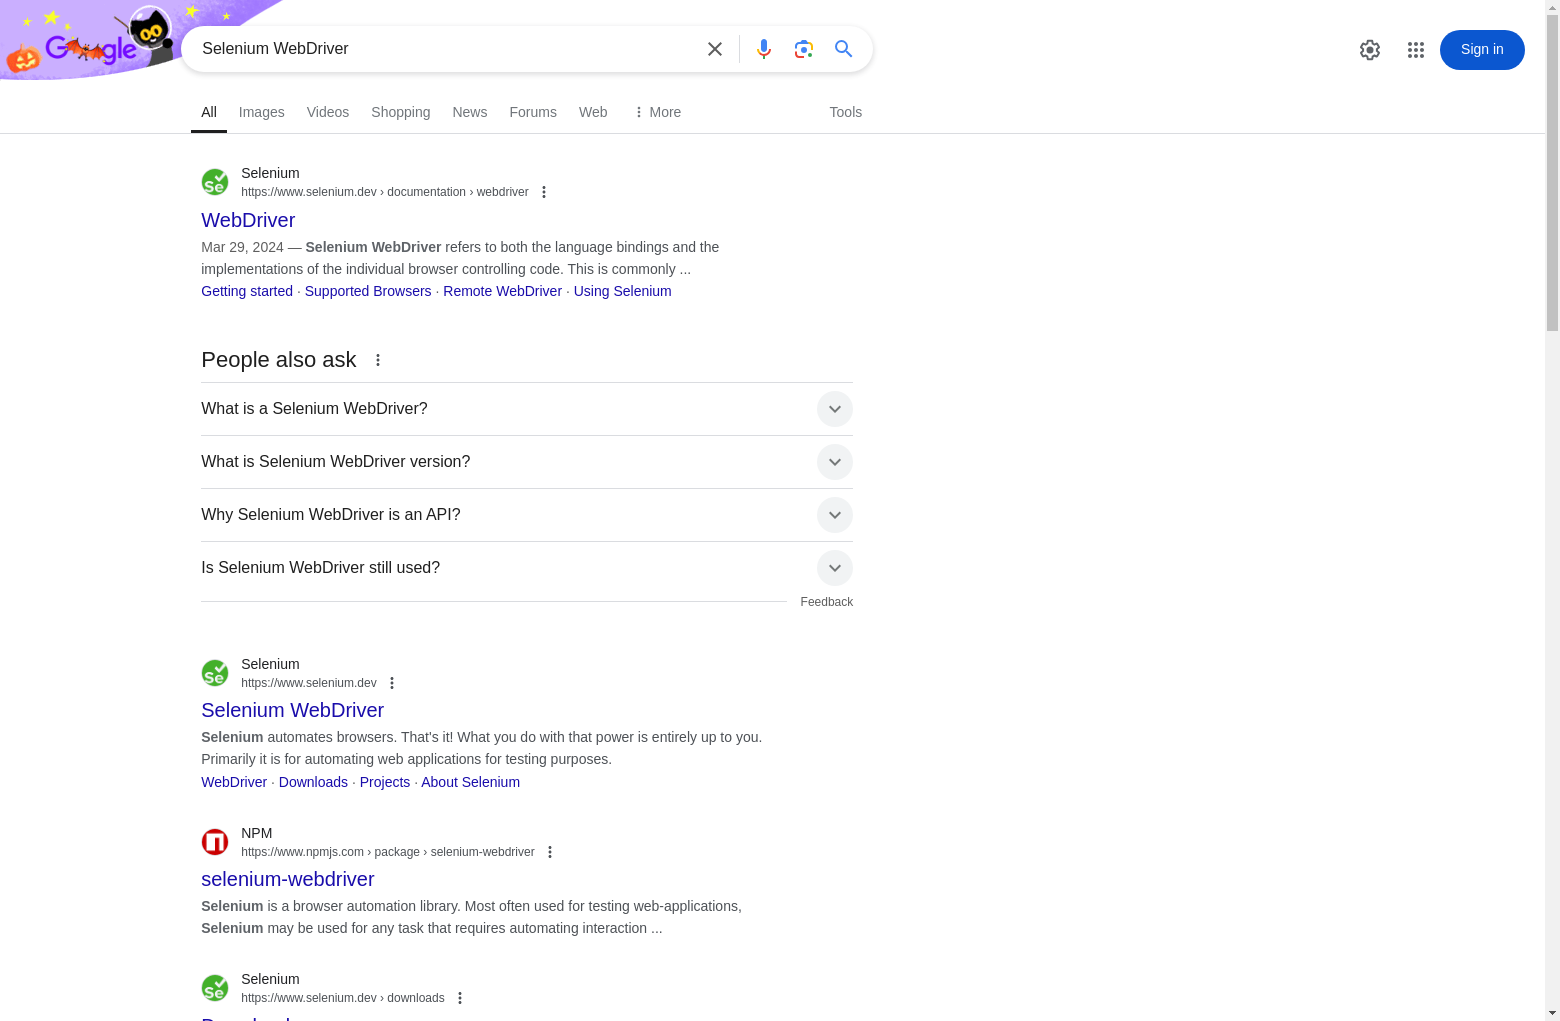 Google
Selenium WebDriver
Sign in
All Images Videos Shopping News Forums Web More Tools
Selenium
https://www.selenium.dev › documentation › webdriver
WebDriver
Mar 29, 2024 — Selenium WebDriver refers to both the language bindings and the
implementations of the individual browser controlling code. This is commonly ...
Getting started · Supported Browsers · Remote WebDriver · Using Selenium
People also ask
What is a Selenium WebDriver?
What is Selenium WebDriver version?
Why Selenium WebDriver is an API?
Is Selenium WebDriver still used?
Feedback
Selenium
https://www.selenium.dev
Selenium WebDriver
Selenium automates browsers. That's it! What you do with that power is entirely up to you.
Primarily it is for automating web applications for testing purposes.
WebDriver · Downloads · Projects · About Selenium
NPM
https://www.npmjs.com › package › selenium-webdriver
selenium-webdriver
Selenium is a browser automation library. Most often used for testing web-applications,
Selenium may be used for any task that requires automating interaction ...
Selenium
https://www.selenium.dev › downloads